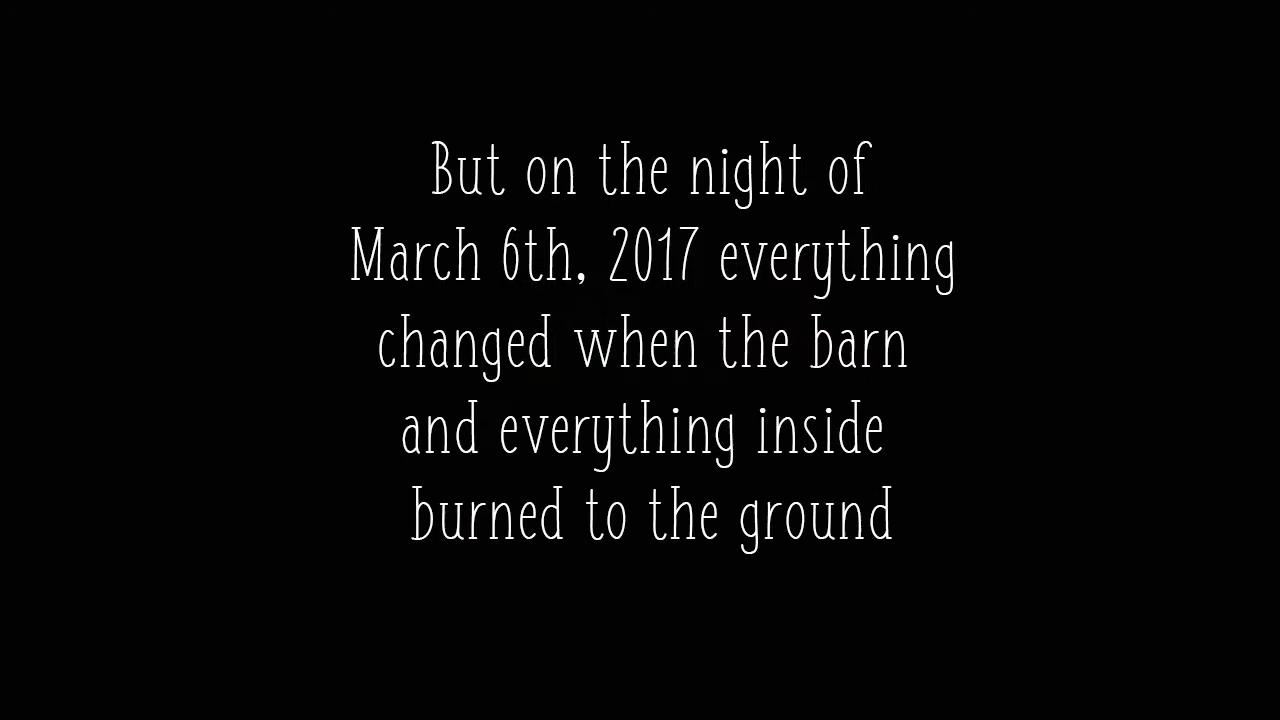 But on the night of
March 6th, 2017 everything
changed when the barn
and everything inside
burned to the ground